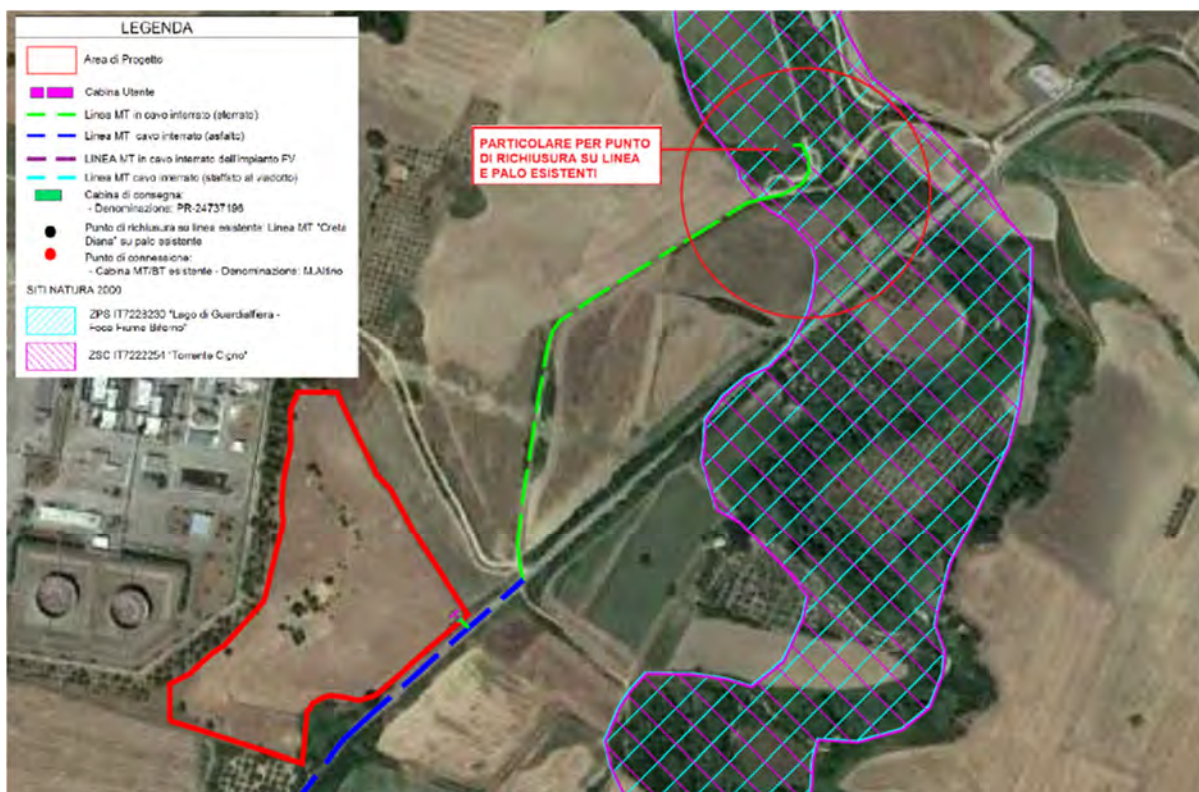 LEGENDA
Area di Progetto
Cabina Utente
Linea MT in cavo interrato (sterrato)
Linea MT cavo interrato (asfalto)
LINEA MT in cavo interrato dell'impianto FV
Linea MT cavo interrato (staffato al viadotto)
Cabina di consegna:
- Denominazione: PR-24737196
Punto di richiusura su linea esistente: Linea MT "Creta
Diana" su palo esistente
Punto di connessione:
- Cabina MT/BT esistente - Denominazione: M.Altino
SITI NATURA 2000
ZPS IT7228230 "Lago di Guardialfiera -
Foce Fiume Biferno"
ZSC IT7222254 "Torrente Cigno"
PARTICOLARE PER PUNTO
DI RICHIUSURA SU LINEA
E PALO ESISTENTI